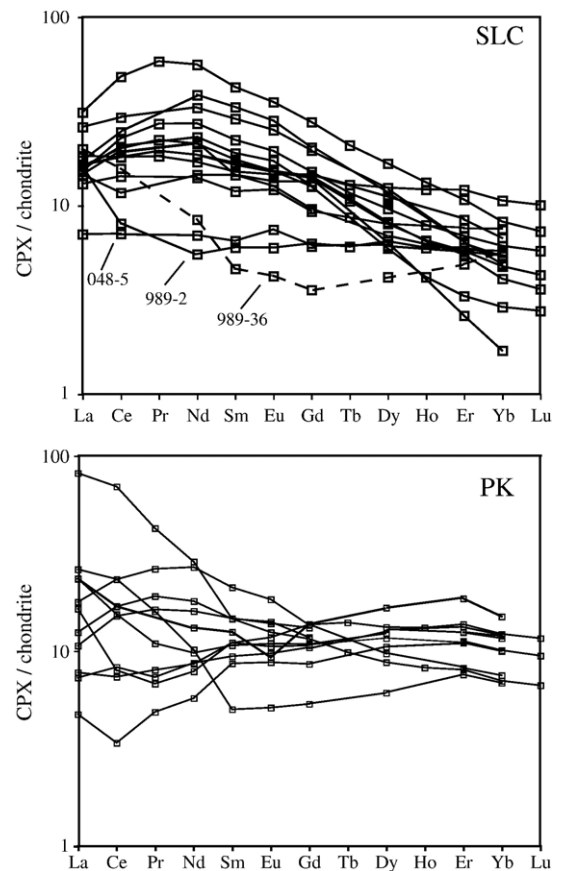 SLC
100
10
1
CPX / chondrite
048-5
989-2
989-36
La Ce Pr Nd Sm Eu Gd Tb Dy Ho Er Yb Lu
PK
100
10
1
CPX / chondrite
La Ce Pr Nd Sm Eu Gd Tb Dy Ho Er Yb Lu